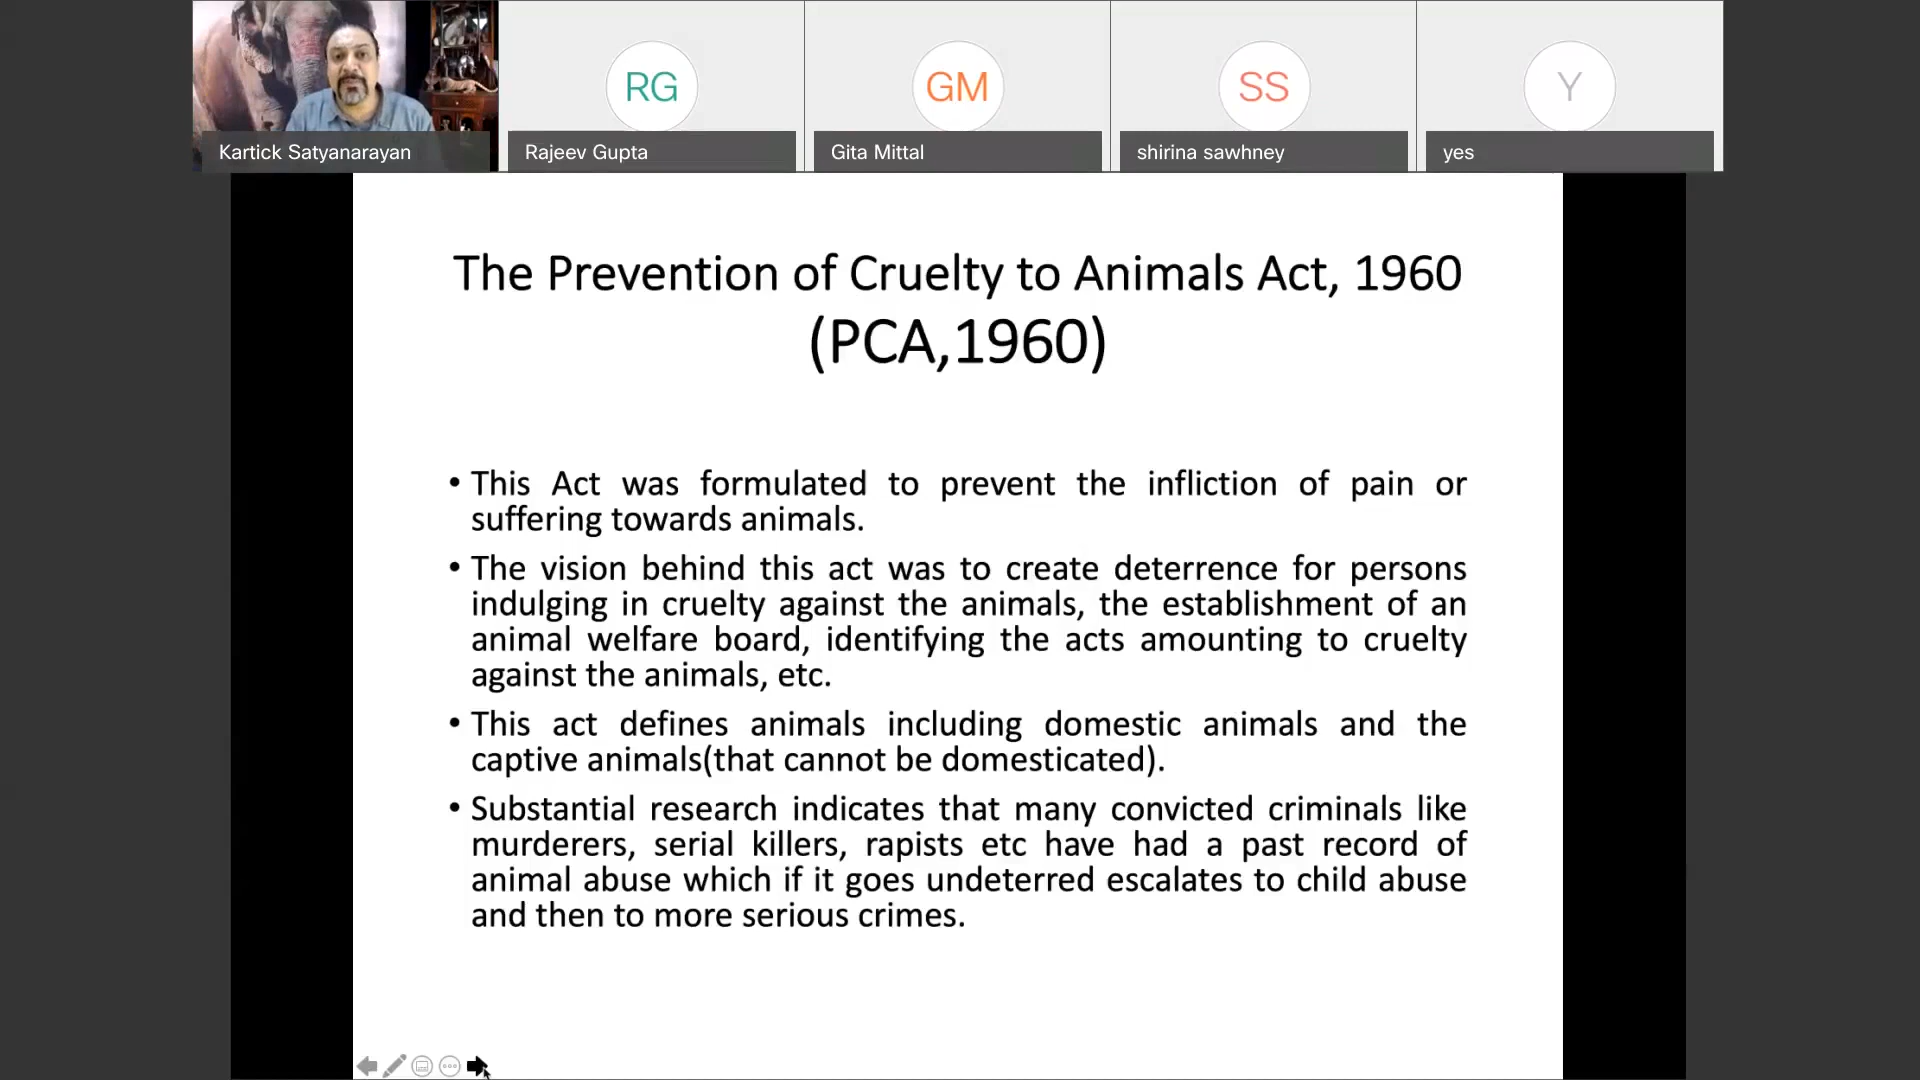 RG
GM
SS
Y
Kartick Satyanarayan
Rajeev Gupta
Gita Mittal
shirina sawhney
yes
The Prevention of Cruelty to Animals Act, 1960
(PCA,1960)
• This Act was formulated to prevent the infliction of pain or
suffering towards animals.
• The vision behind this act was to create deterrence for persons
indulging in cruelty against the animals, the establishment of an
animal welfare board, identifying the acts amounting to cruelty
against the animals, etc.
• This act defines animals including domestic animals and the
captive animals(that cannot be domesticated).
• Substantial research indicates that many convicted criminals like
murderers, serial killers, rapists etc have had a past record of
animal abuse which if it goes undeterred escalates to child abuse
and then to more serious crimes.